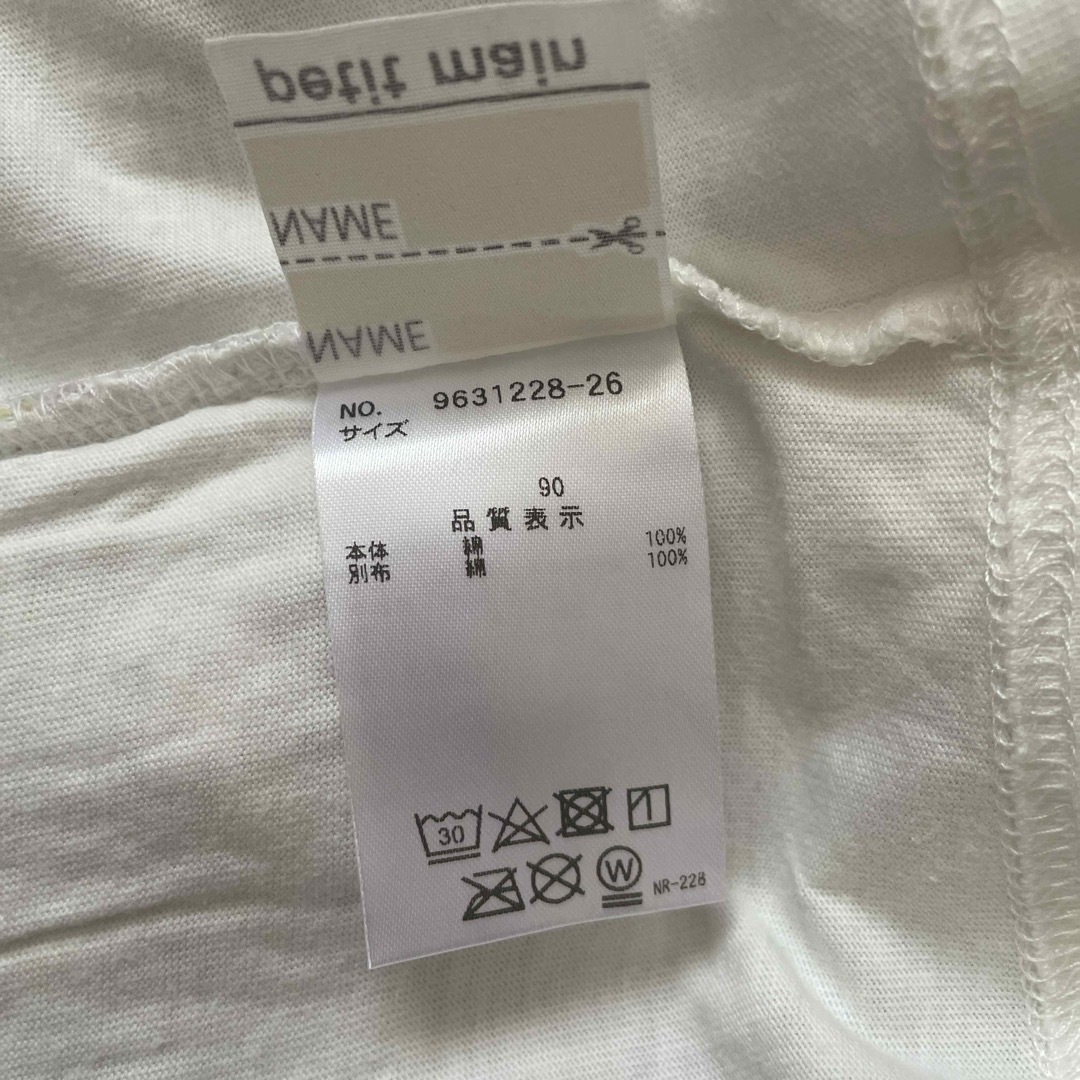 petit main
NAME
NAME
NO. 9631228-26
サイズ
90
品質表示
本体 綿 100%
別布 綿 100%
30
W NR-228